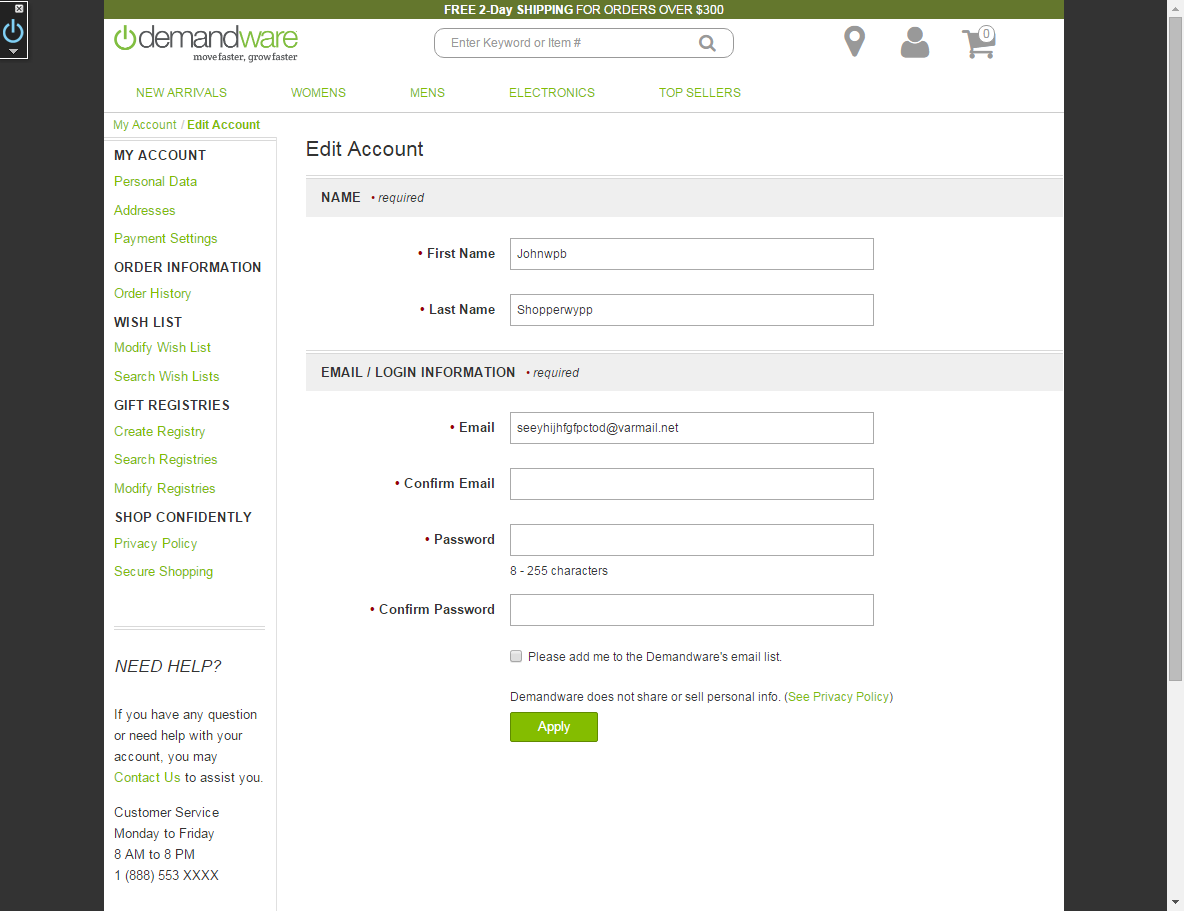 FREE 2-Day SHIPPING FOR ORDERS OVER $300
demandware
move faster, grow faster
Enter Keyword or Item #
0
NEW ARRIVALS WOMENS MENS ELECTRONICS TOP SELLERS
My Account / Edit Account
MY ACCOUNT
Personal Data
Addresses
Payment Settings
ORDER INFORMATION
Order History
WISH LIST
Modify Wish List
Search Wish Lists
GIFT REGISTRIES
Create Registry
Search Registries
Modify Registries
SHOP CONFIDENTLY
Privacy Policy
Secure Shopping
NEED HELP?
If you have any question
or need help with your
account, you may
Contact Us to assist you.
Customer Service
Monday to Friday
8 AM to 8 PM
1 (888) 553 XXXX
Edit Account
NAME • required
• First Name Johnwpb
• Last Name Shopperwypp
EMAIL / LOGIN INFORMATION • required
• Email seeyhijhfgfpctod@varmail.net
• Confirm Email
• Password
8 - 255 characters
• Confirm Password
Please add me to the Demandware's email list.
Demandware does not share or sell personal info. (See Privacy Policy)
Apply